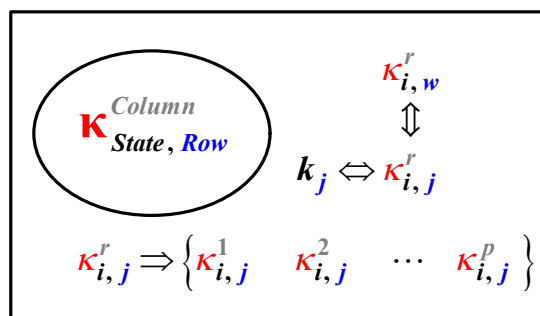 κ^{Column}_{State, Row}
κ^{r}_{i, w}
⇕
k_{j} ⇔ κ^{r}_{i, j}
κ^{r}_{i, j} ⇒ {κ^{1}_{i, j} κ^{2}_{i, j} ⋯ κ^{p}_{i, j}}